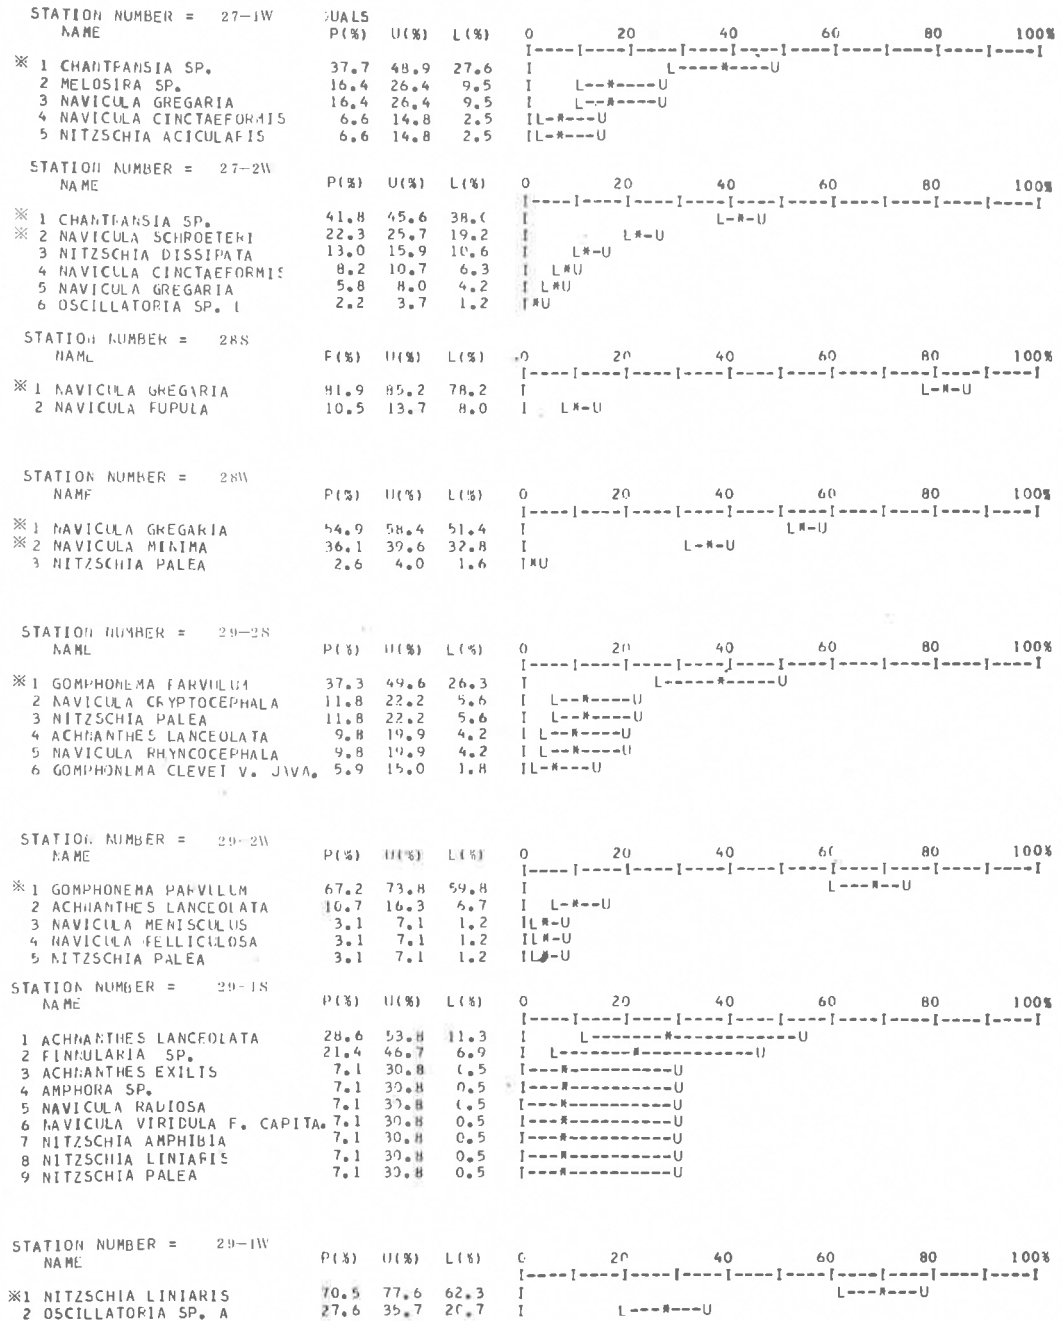 STATION NUMBER = 27-1W UALS
NAME P(%) U(%) L(%) 0 20 40 60 80 100%
I----I----I----I----I----I----I----I----I----I----I
※ 1 CHANTRANSIA SP. 37.7 48.9 27.6 I L----*----U
2 MELOSIRA SP. 16.4 26.4 9.5 I L--*----U
3 NAVICULA GREGARIA 16.4 26.4 9.5 I L--*----U
4 NAVICULA CINCTAEFORMIS 6.6 14.8 2.5 IL-*---U
5 NITZSCHIA ACICULARIS 6.6 14.8 2.5 IL-*---U
STATION NUMBER = 27-2W
NAME P(%) U(%) L(%) 0 20 40 60 80 100%
I----I----I----I----I----I----I----I----I----I----I
※ 1 CHANTRANSIA SP. 41.8 45.6 38.0 I L-*-U
※ 2 NAVICULA SCHROETERI 22.3 25.7 19.2 I L*-U
3 NITZSCHIA DISSIPATA 13.0 15.9 10.6 I L*-U
4 NAVICULA CINCTAEFORMIS 8.2 10.7 6.3 I L*U
5 NAVICULA GREGARIA 5.8 8.0 4.2 I L*U
6 OSCILLATORIA SP. 1 2.2 3.7 1.2 I*U
STATION NUMBER = 28S
NAME P(%) U(%) L(%) 0 20 40 60 80 100%
I----I----I----I----I----I----I----I----I----I----I
※ 1 NAVICULA GREGARIA 81.9 85.2 78.2 I L-*-U
2 NAVICULA PUPULA 10.5 13.7 8.0 I L*-U
STATION NUMBER = 28W
NAME P(%) U(%) L(%) 0 20 40 60 80 100%
I----I----I----I----I----I----I----I----I----I----I
※ 1 NAVICULA GREGARIA 54.9 58.4 51.4 I L*-U
※ 2 NAVICULA MINIMA 36.1 39.6 32.8 I L-*-U
3 NITZSCHIA PALEA 2.6 4.0 1.6 I*U
STATION NUMBER = 29-2S
NAME P(%) U(%) L(%) 0 20 40 60 80 100%
I----I----I----I----I----I----I----I----I----I----I
※ 1 GOMPHONEMA PARVULUM 37.3 49.6 26.3 I L-----*-----U
2 NAVICULA CRYPTOCEPHALA 11.8 22.2 5.6 I L--*----U
3 NITZSCHIA PALEA 11.8 22.2 5.6 I L--*----U
4 ACHNANTHES LANCEOLATA 9.8 19.9 4.2 I L--*----U
5 NAVICULA RHYNCOCEPHALA 9.8 19.9 4.2 I L--*----U
6 GOMPHONEMA CLEVEI V. JAVA. 5.9 15.0 1.8 IL-*---U
STATION NUMBER = 29-2W
NAME P(%) U(%) L(%) 0 20 40 60 80 100%
I----I----I----I----I----I----I----I----I----I----I
※ 1 GOMPHONEMA PARVULUM 67.2 73.8 59.8 I L---*--U
2 ACHNANTHES LANCEOLATA 10.7 16.3 6.7 I L-*---U
3 NAVICULA MENISCULUS 3.1 7.1 1.2 IL*-U
4 NAVICULA PELLICULOSA 3.1 7.1 1.2 IL*-U
5 NITZSCHIA PALEA 3.1 7.1 1.2 IL*-U
STATION NUMBER = 29-1S
NAME P(%) U(%) L(%) 0 20 40 60 80 100%
I----I----I----I----I----I----I----I----I----I----I
1 ACHNANTHES LANCEOLATA 28.6 53.8 11.3 I L-------*------------U
2 PINNULARIA SP. 21.4 46.7 6.9 I L-------*-----------U
3 ACHNANTHES EXILIS 7.1 30.8 0.5 I---*-----------U
4 AMPHORA SP. 7.1 30.8 0.5 I---*-----------U
5 NAVICULA RADIOSA 7.1 30.8 0.5 I---*-----------U
6 NAVICULA VIRIDULA F. CAPITA. 7.1 30.8 0.5 I---*-----------U
7 NITZSCHIA AMPHIBIA 7.1 30.8 0.5 I---*-----------U
8 NITZSCHIA LINIARIS 7.1 30.8 0.5 I---*-----------U
9 NITZSCHIA PALEA 7.1 30.8 0.5 I---*-----------U
STATION NUMBER = 29-1W
NAME P(%) U(%) L(%) 0 20 40 60 80 100%
I----I----I----I----I----I----I----I----I----I----I
※1 NITZSCHIA LINIARIS 70.5 77.6 62.3 I L---*---U
2 OSCILLATORIA SP. A 27.6 35.7 20.7 I L---*---U